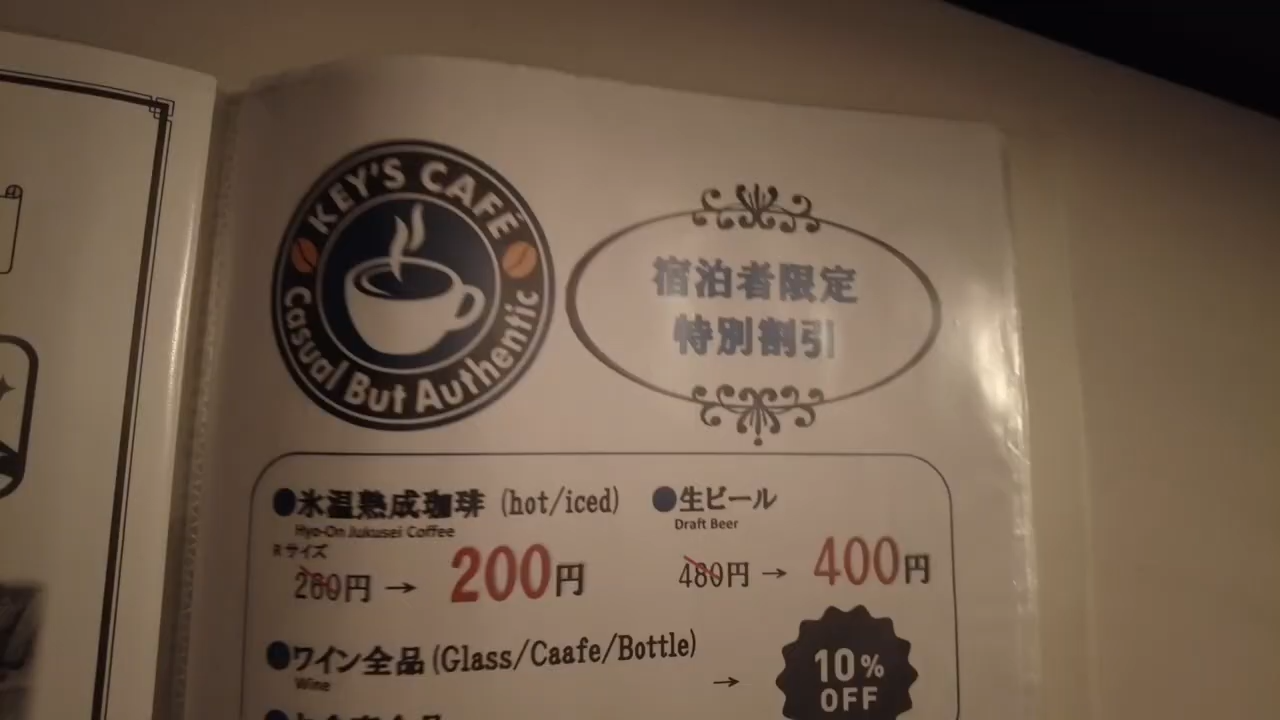 KEY'S CAFÉ
Casual But Authentic
宿泊者限定
特別割引
●氷温熟成珈琲 (hot/iced)
Hyo-On Jukusei Coffee
Rサイズ
280円 → 200円
●生ビール
Draft Beer
480円 → 400円
●ワイン全品 (Glass/Caafe/Bottle)
Wine
→
10%
OFF